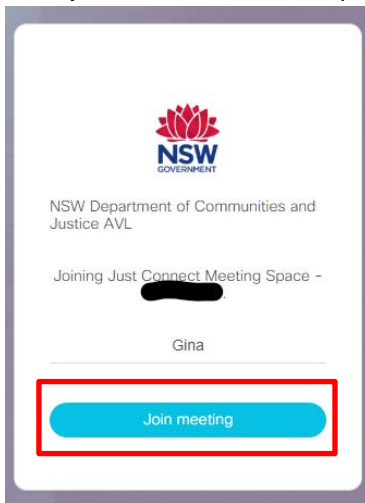 NSW
GOVERNMENT
NSW Department of Communities and
Justice AVL
Joining Just Connect Meeting Space –
Gina
Join meeting